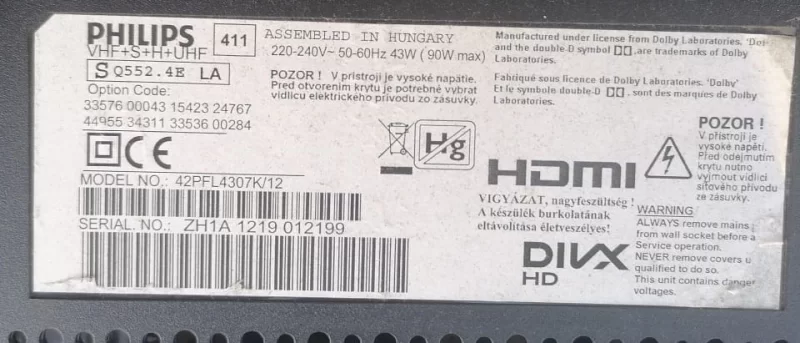 PHILIPS 411 ASSEMBLED IN HUNGARY
VHF+S+H+UHF 220-240V~ 50-60Hz 43W ( 90W max)
S Q552.4E LA
Option Code:
33576 00043 15423 24767
44955 34311 33536 00284
CE
MODEL NO.: 42PFL4307K/12
SERIAL NO.: ZH1A 1219 012199
POZOR ! V pristroji je vysoké napätie.
Pred otvorením krytu je potrebné vybrat
vidlicu elektrického prívodu zo zásuvky.
Hg
Manufactured under license from Dolby Laboratories.
and the double-D symbol are trademarks of Dolby
Laboratories.
Fabriqué sous licence de Dolby Laboratories. 'Dolby'
Et le symbole double-D , sont des marques de Dolby
Laboratories.
HDMI
POZOR !
V přístroji je
vysoké napětí.
Před odejmutím
krytu nutno
vyjmout vidlici
síťového přívodu
ze zásuvky.
VIGYÁZAT, nagyfeszültség !
A készülék burkolatának
eltávolítása életveszélyes!
DIVX
HD
WARNING
ALWAYS remove mains
from wall socket before a
Service operation.
NEVER remove covers u
qualified to do so.
This unit contains danger
voltages.